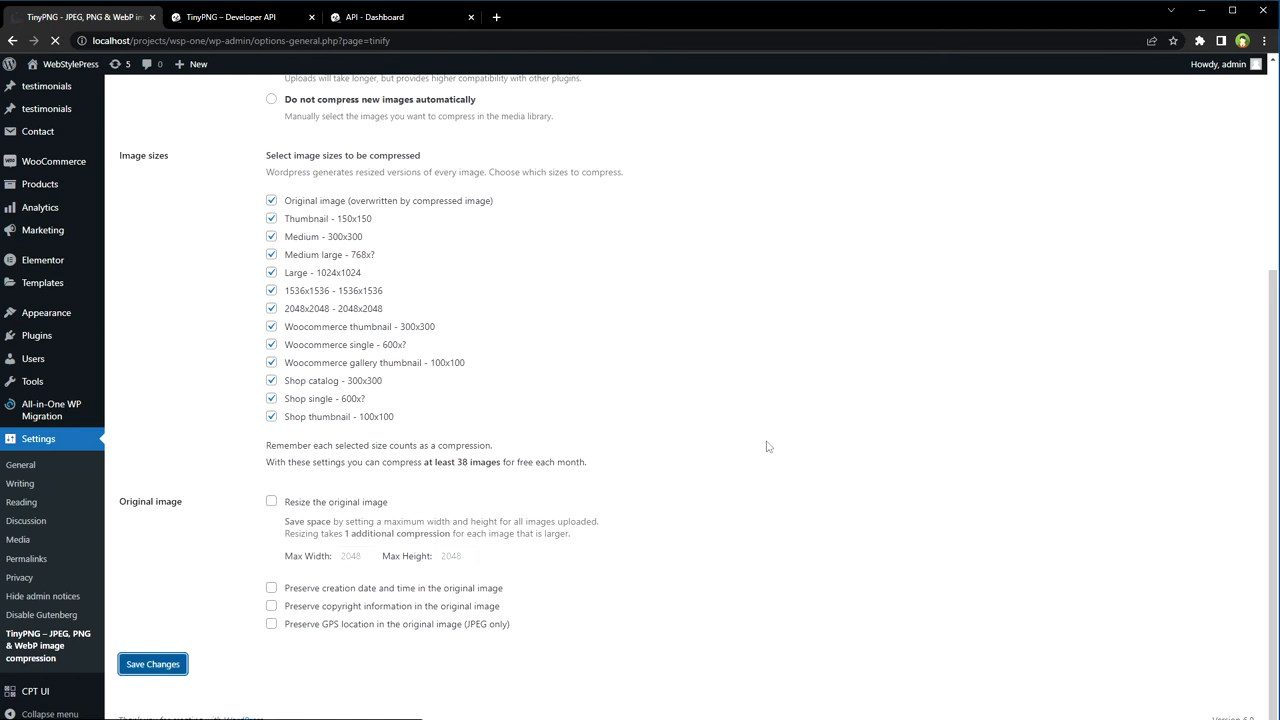 TinyPNG - JPEG, PNG & WebP im
TinyPNG – Developer API
API - Dashboard
localhost/projects/wsp-one/wp-admin/options-general.php?page=tinify
WebStylePress
5
0
New
Howdy, admin
testimonials
testimonials
Contact
WooCommerce
Products
Analytics
Marketing
Elementor
Templates
Appearance
Plugins
Users
Tools
All-in-One WP
Migration
Settings
General
Writing
Reading
Discussion
Media
Permalinks
Privacy
Hide admin notices
Disable Gutenberg
TinyPNG – JPEG, PNG
& WebP image
compression
CPT UI
Collapse menu
Uploads will take longer, but provides higher compatibility with other plugins.
Do not compress new images automatically
Manually select the images you want to compress in the media library.
Image sizes
Select image sizes to be compressed
Wordpress generates resized versions of every image. Choose which sizes to compress.
Original image (overwritten by compressed image)
Thumbnail - 150x150
Medium - 300x300
Medium large - 768x?
Large - 1024x1024
1536x1536 - 1536x1536
2048x2048 - 2048x2048
Woocommerce thumbnail - 300x300
Woocommerce single - 600x?
Woocommerce gallery thumbnail - 100x100
Shop catalog - 300x300
Shop single - 600x?
Shop thumbnail - 100x100
Remember each selected size counts as a compression.
With these settings you can compress at least 38 images for free each month.
Original image
Resize the original image
Save space by setting a maximum width and height for all images uploaded.
Resizing takes 1 additional compression for each image that is larger.
Max Width: 2048 Max Height: 2048
Preserve creation date and time in the original image
Preserve copyright information in the original image
Preserve GPS location in the original image (JPEG only)
Save Changes
Thank you for creating with WordPress
Version 6.0